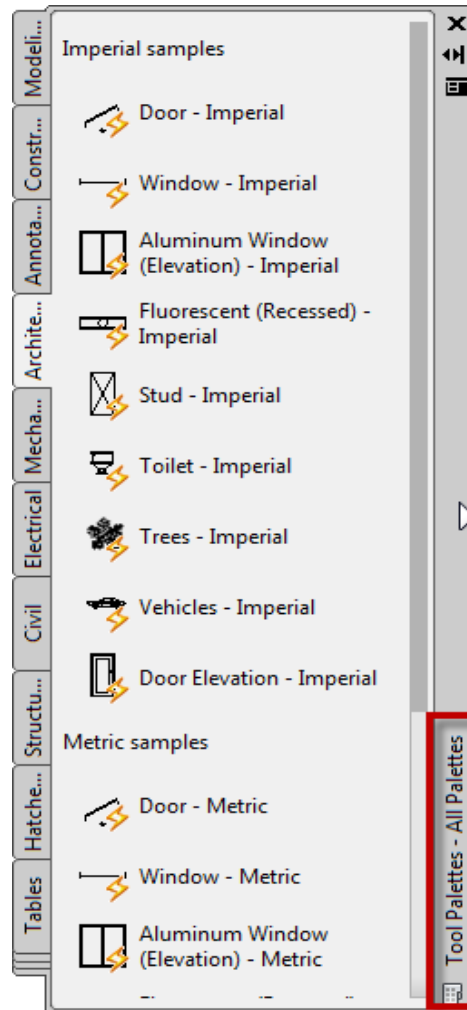 Modeli...
Constr...
Annota...
Archite...
Mecha...
Electrical
Civil
Structu...
Hatche...
Tables
Imperial samples
Door - Imperial
Window - Imperial
Aluminum Window
(Elevation) - Imperial
Fluorescent (Recessed) -
Imperial
Stud - Imperial
Toilet - Imperial
Trees - Imperial
Vehicles - Imperial
Door Elevation - Imperial
Metric samples
Door - Metric
Window - Metric
Aluminum Window
(Elevation) - Metric
Tool Palettes - All Palettes